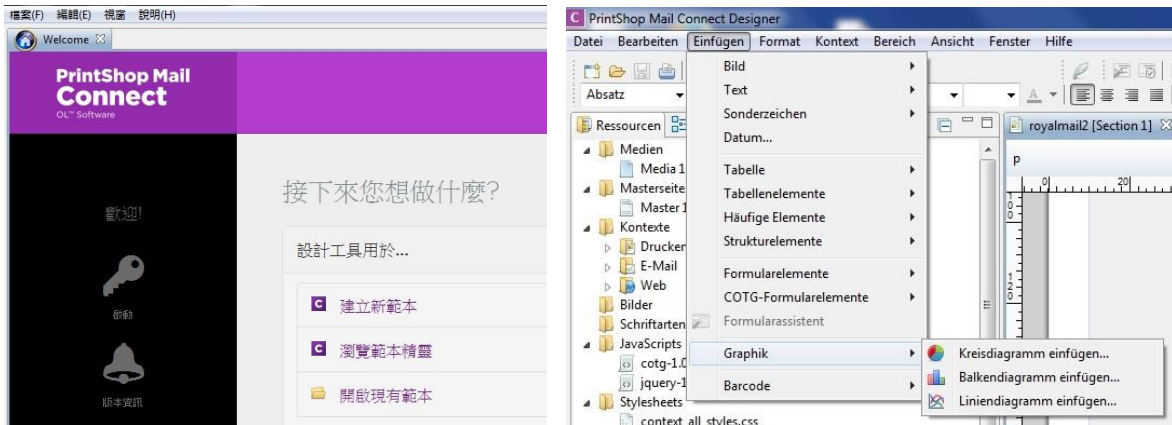 檔案(F) 編輯(E) 視窗 說明(H)
Welcome
PrintShop Mail
Connect
OL™ Software
歡迎!
啟動
版本資訊
接下來您想做什麼?
設計工具用於...
建立新範本
瀏覽範本精靈
開啟現有範本
PrintShop Mail Connect Designer
Datei Bearbeiten Einfügen Format Kontext Bereich Ansicht Fenster Hilfe
Absatz
Ressourcen
Medien
Media 1
Masterseite
Master 1
Kontexte
Drucken
E-Mail
Web
Bilder
Schriftarten
JavaScripts
cotg-1.0
jquery-1
Stylesheets
context_all_styles.css
Bild
Text
Sonderzeichen
Datum...
Tabelle
Tabellenelemente
Häufige Elemente
Strukturelemente
Formularelemente
COTG-Formularelemente
Formularassistent
Graphik
Barcode
Kreisdiagramm einfügen...
Balkendiagramm einfügen...
Liniendiagramm einfügen...
royalmail2 [Section 1]
p
0 20
100
120